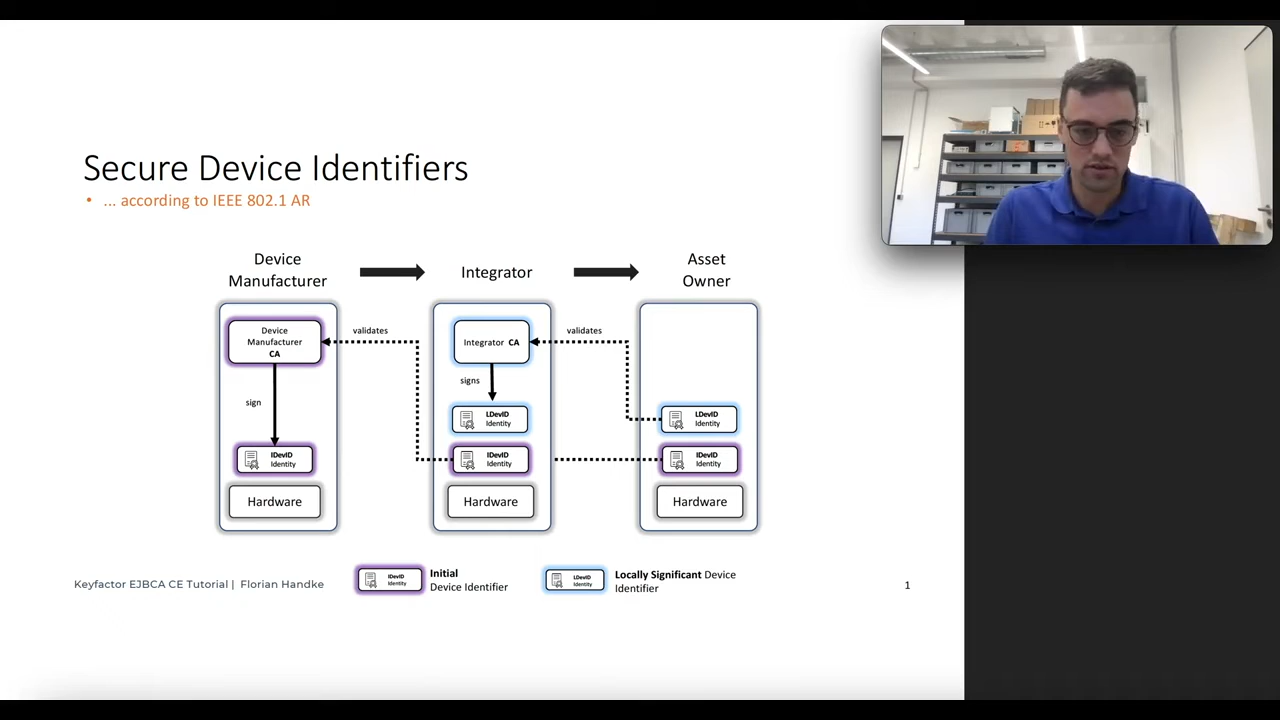 Secure Device Identifiers
• ... according to IEEE 802.1 AR
Device
Manufacturer
Integrator
Asset
Owner
Device
Manufacturer
CA
validates
Integrator CA
validates
sign
signs
LDevID
Identity
LDevID
Identity
IDevID
Identity
IDevID
Identity
IDevID
Identity
Hardware
Hardware
Hardware
Keyfactor EJBCA CE Tutorial | Florian Handke
IDevID
Identity
Initial
Device Identifier
LDevID
Identity
Locally Significant Device
Identifier
1